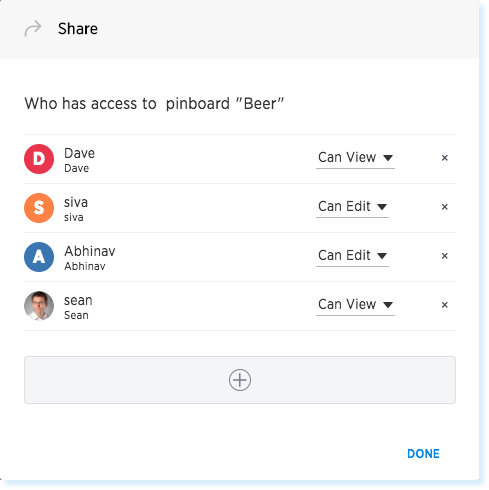 Share
Who has access to pinboard "Beer"
D
Dave
Dave
Can View
×
S
siva
siva
Can Edit
×
A
Abhinav
Abhinav
Can Edit
×
sean
Sean
Can View
×
DONE